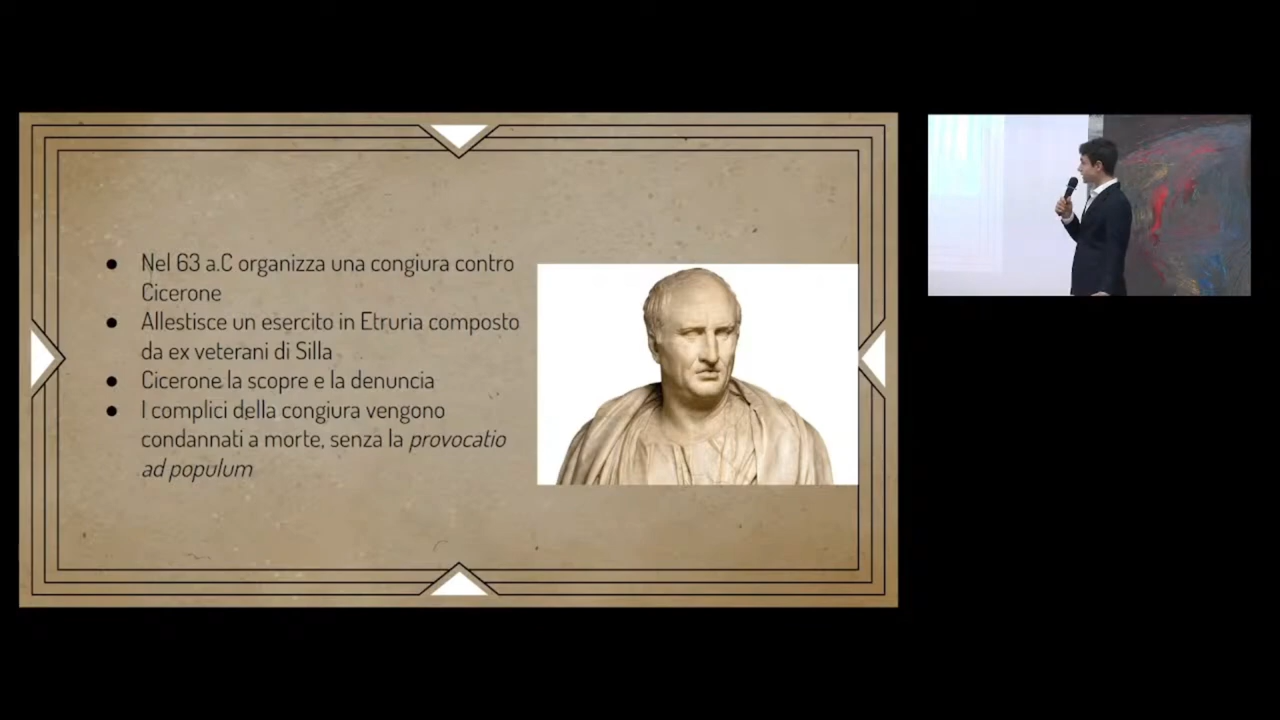 Nel 63 a.C organizza una congiura contro
Cicerone
Allestisce un esercito in Etruria composto
da ex veterani di Silla
Cicerone la scopre e la denuncia
I complici della congiura vengono
condannati a morte, senza la provocatio
ad populum